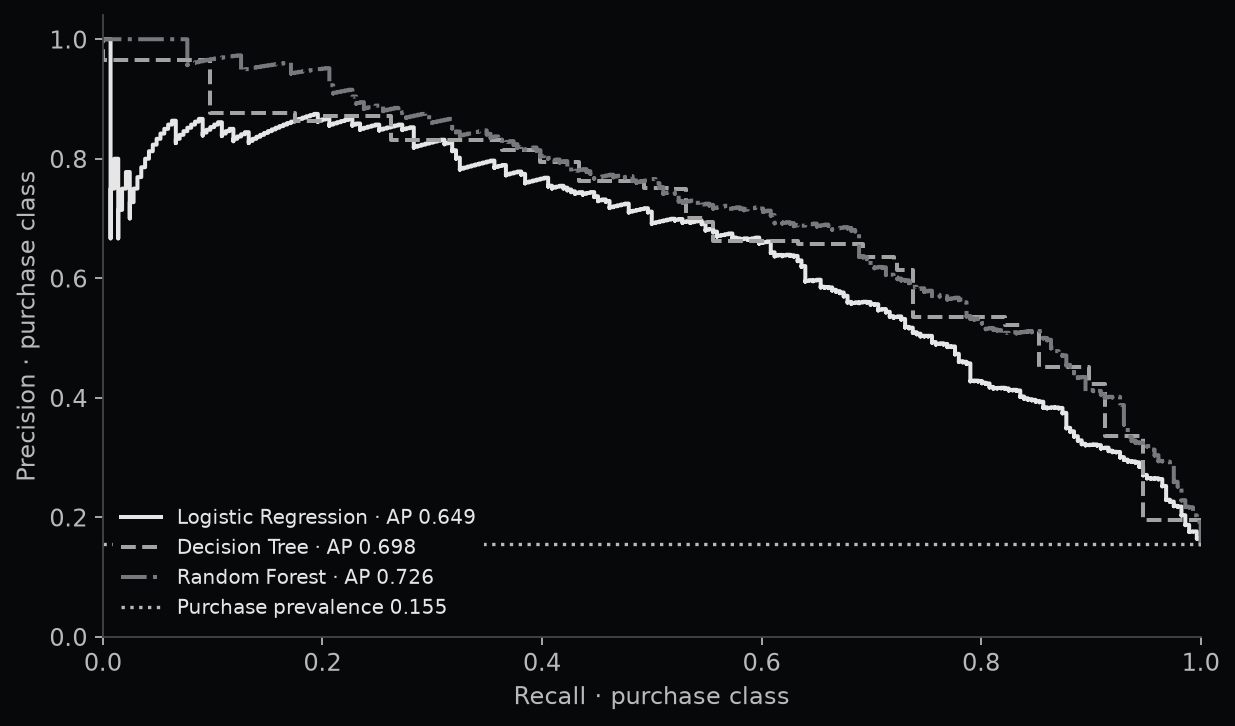 1.0
0.8
0.6
0.4
0.2
0.0
Precision · purchase class
Logistic Regression · AP 0.649
Decision Tree · AP 0.698
Random Forest · AP 0.726
Purchase prevalence 0.155
0.0 0.2 0.4 0.6 0.8 1.0
Recall · purchase class